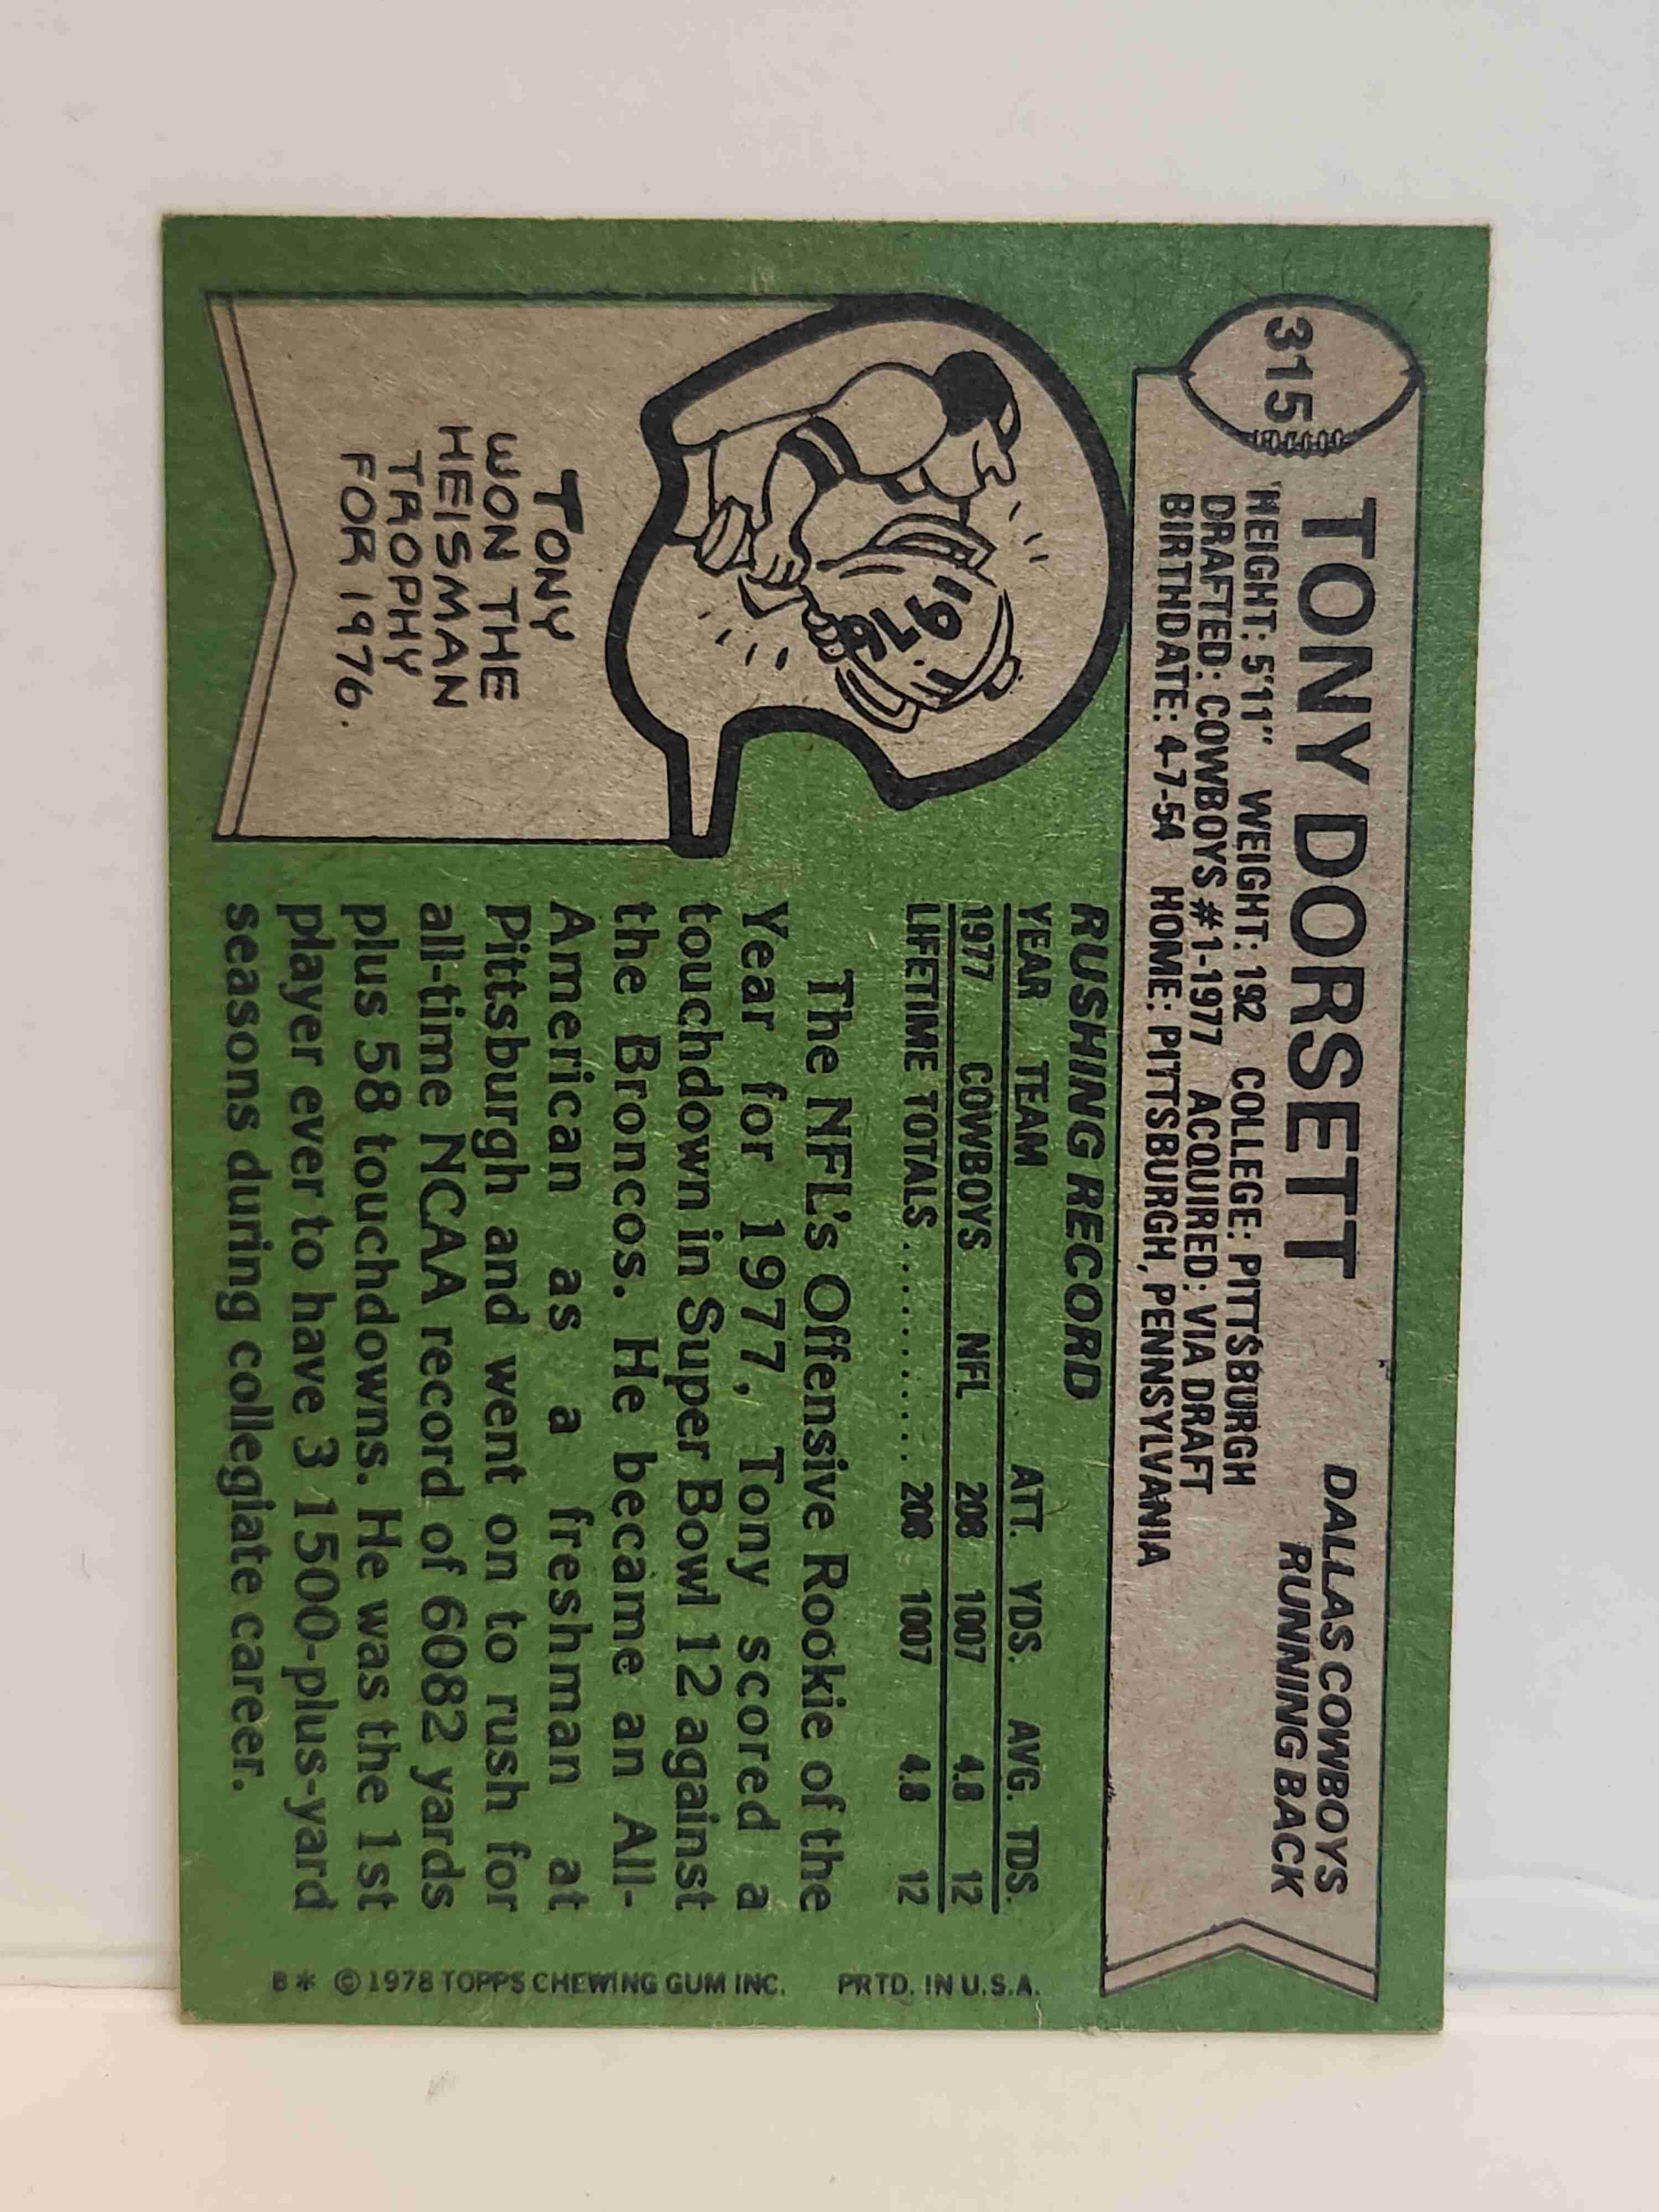 315
TONY DORSETT
DALLAS COWBOYS
RUNNING BACK
HEIGHT: 5'11" WEIGHT: 192 COLLEGE: PITTSBURGH
DRAFTED: COWBOYS #1-1977 ACQUIRED: VIA DRAFT
BIRTHDATE: 4-7-54 HOME: PITTSBURGH, PENNSYLVANIA
1976
TONY
WON THE
HEISMAN
TROPHY
FOR 1976.
RUSHING RECORD
YEAR TEAM ATT. YDS. AVG. TDS.
1977 COWBOYS NFL 208 1007 4.8 12
LIFETIME TOTALS .......... 208 1007 4.8 12
The NFL's Offensive Rookie of the
Year for 1977, Tony scored a
touchdown in Super Bowl 12 against
the Broncos. He became an All-
American as a freshman at
Pittsburgh and went on to rush for
all-time NCAA record of 6082 yards
plus 58 touchdowns. He was the 1st
player ever to have 3 1500-plus-yard
seasons during collegiate career.
B* © 1978 TOPPS CHEWING GUM INC. PRTD. IN U.S.A.